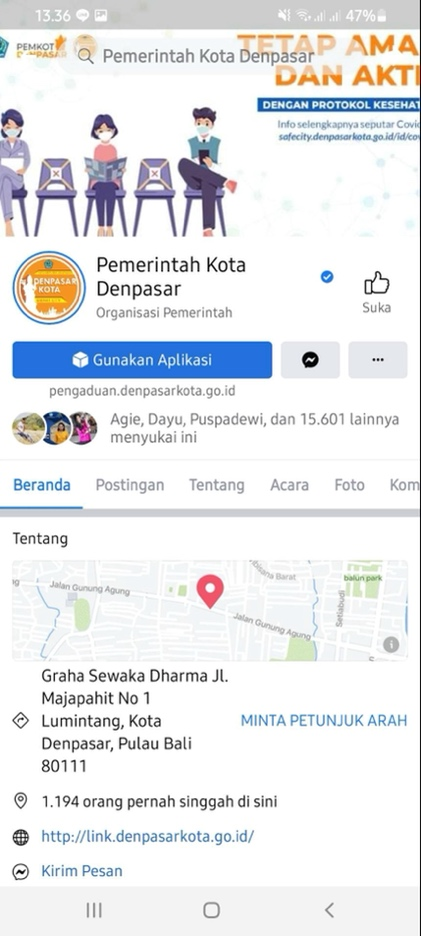 13.36
47%
PEMKOT
DENPASAR
Pemerintah Kota Denpasar
TETAP AMA
DAN AKTI
DENGAN PROTOKOL KESEHAT
Info selengkapnya seputar Covid
safecity.denpasarkota.go.id/id/cov
DENPASAR
KOTA
Pemerintah Kota
Denpasar
Organisasi Pemerintah
Suka
Gunakan Aplikasi
pengaduan.denpasarkota.go.id
Agie, Dayu, Puspadewi, dan 15.601 lainnya
menyukai ini
Beranda
Postingan
Tentang
Acara
Foto
Kom
Tentang
Jalan Gunung Agung
Barat
balun park
Jalan Gunung Agung
Setiabudi
Graha Sewaka Dharma Jl.
Majapahit No 1
Lumintang, Kota
Denpasar, Pulau Bali
80111
MINTA PETUNJUK ARAH
1.194 orang pernah singgah di sini
http://link.denpasarkota.go.id/
Kirim Pesan